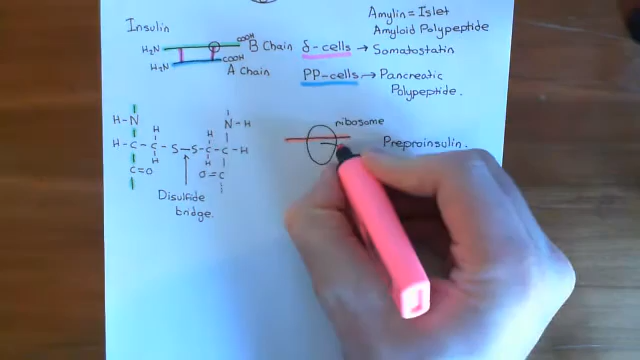 Insulin
Amylin = Islet
Amyloid Polypeptide
H₂N
COOH
B Chain
H₂N
COOH
A Chain
δ-cells → Somatostatin
PP-cells → Pancreatic
Polypeptide.
H-N
H
N-H
H
H-C-C-S-S-C-C-H
H
H
C=O
O=C
Disulfide
bridge.
ribosome
Preproinsulin.